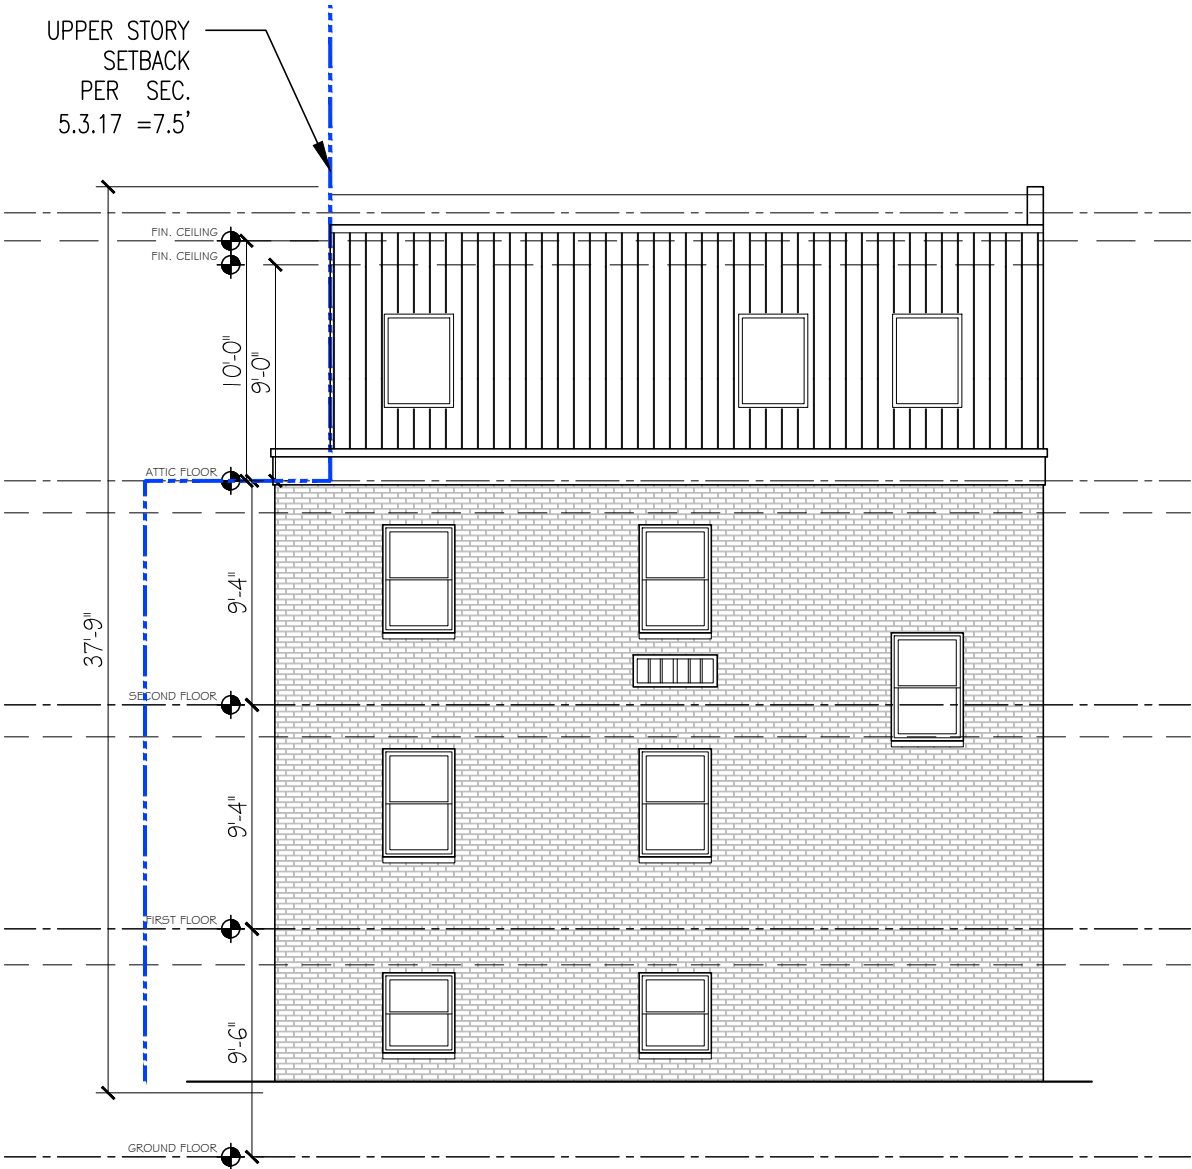 UPPER STORY
SETBACK
PER SEC.
5.3.17 =7.5'
FIN. CEILING
FIN. CEILING
10'-0"
9'-0"
ATTIC FLOOR
9'-4"
37'-9"
SECOND FLOOR
9'-4"
FIRST FLOOR
9'-6"
GROUND FLOOR